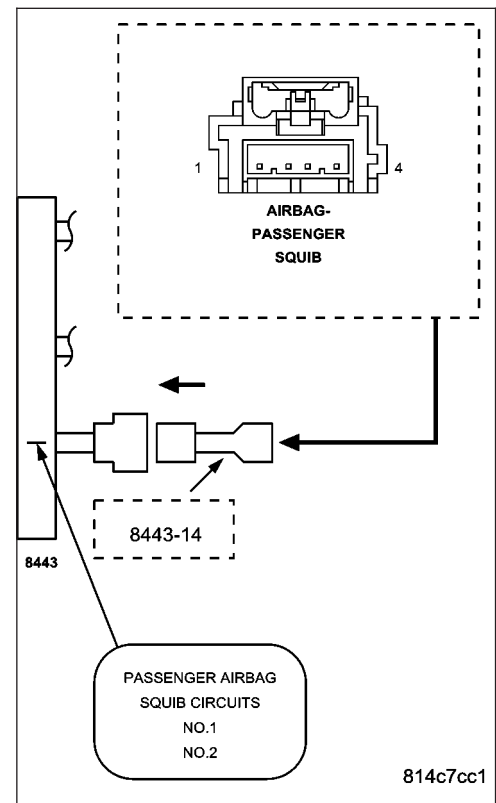 1
4
AIRBAG-
PASSENGER
SQUIB
8443-14
8443
PASSENGER AIRBAG
SQUIB CIRCUITS
NO.1
NO.2
814c7cc1